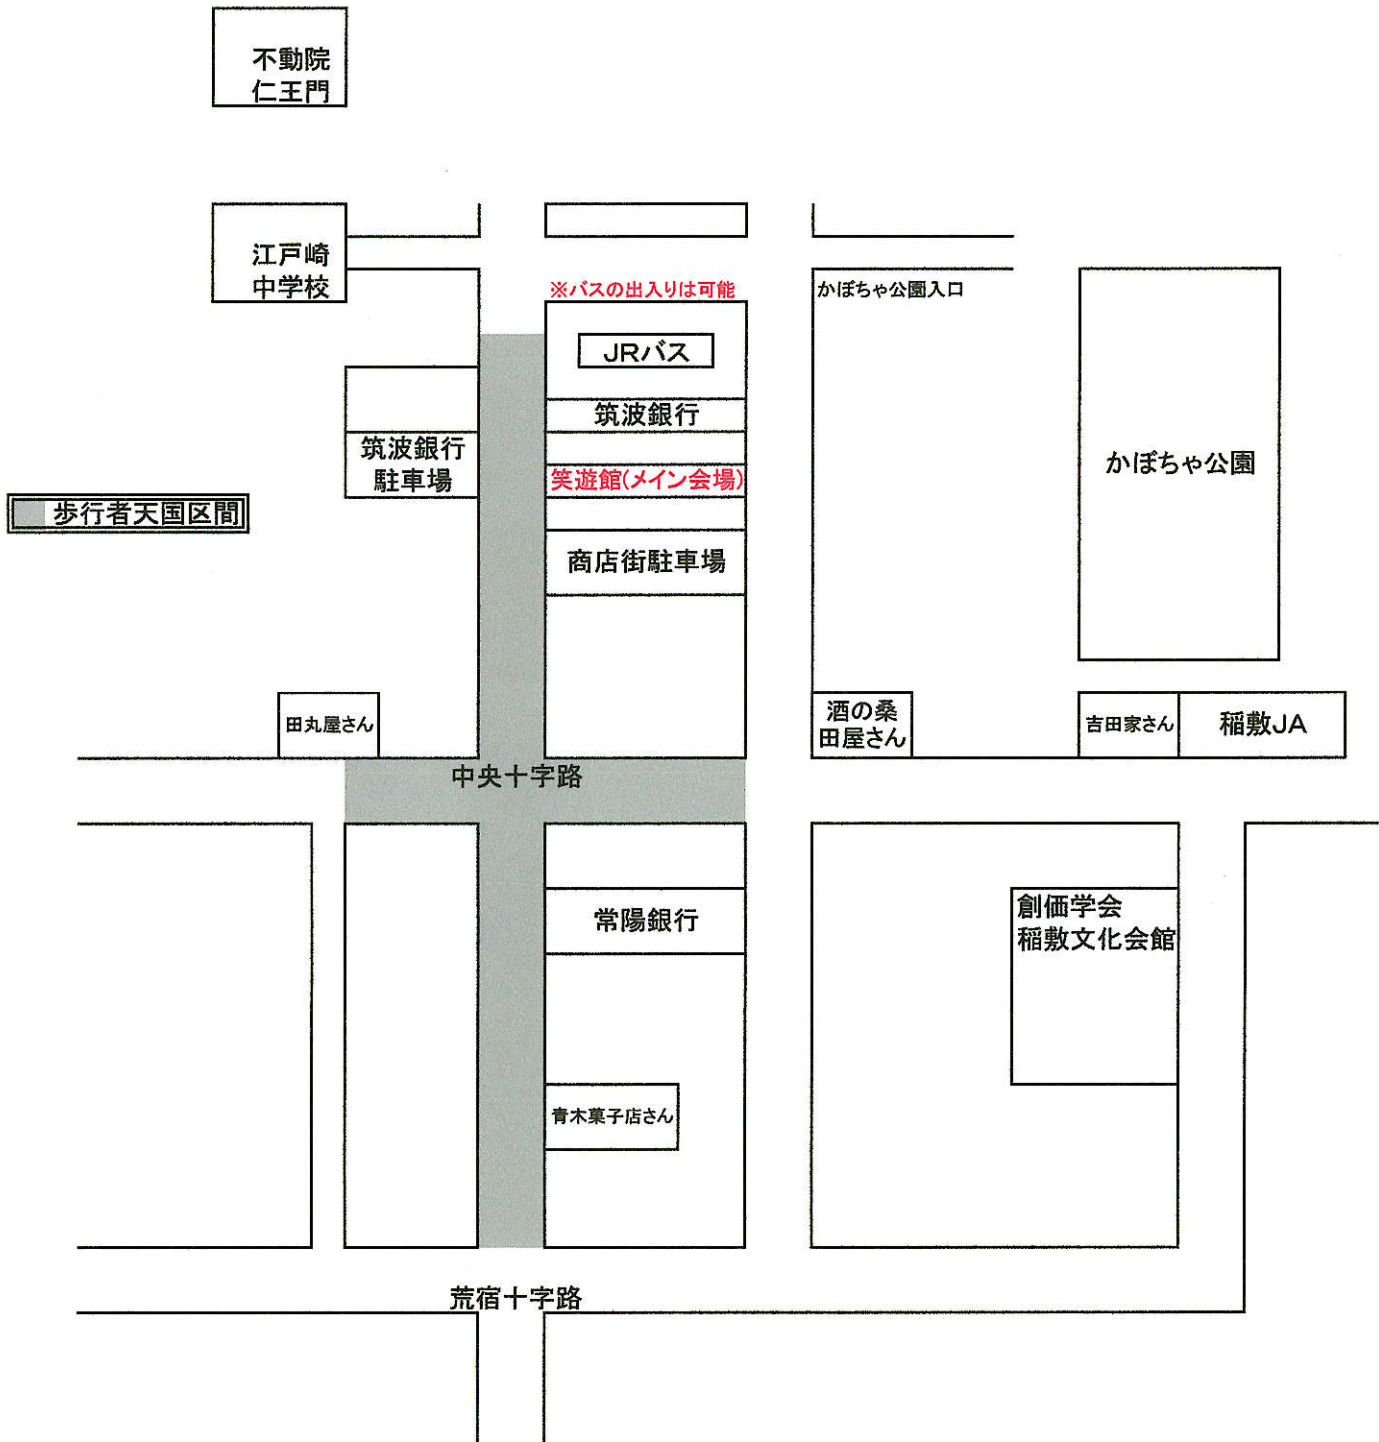 不動院
仁王門
江戸崎
中学校
※バスの出入りは可能
かぼちゃ公園入口
JRバス
筑波銀行
筑波銀行
駐車場
笑遊館(メイン会場)
かぼちゃ公園
歩行者天国区間
商店街駐車場
田丸屋さん
酒の桑
田屋さん
吉田家さん
稲敷JA
中央十字路
常陽銀行
創価学会
稲敷文化会館
青木菓子店さん
荒宿十字路